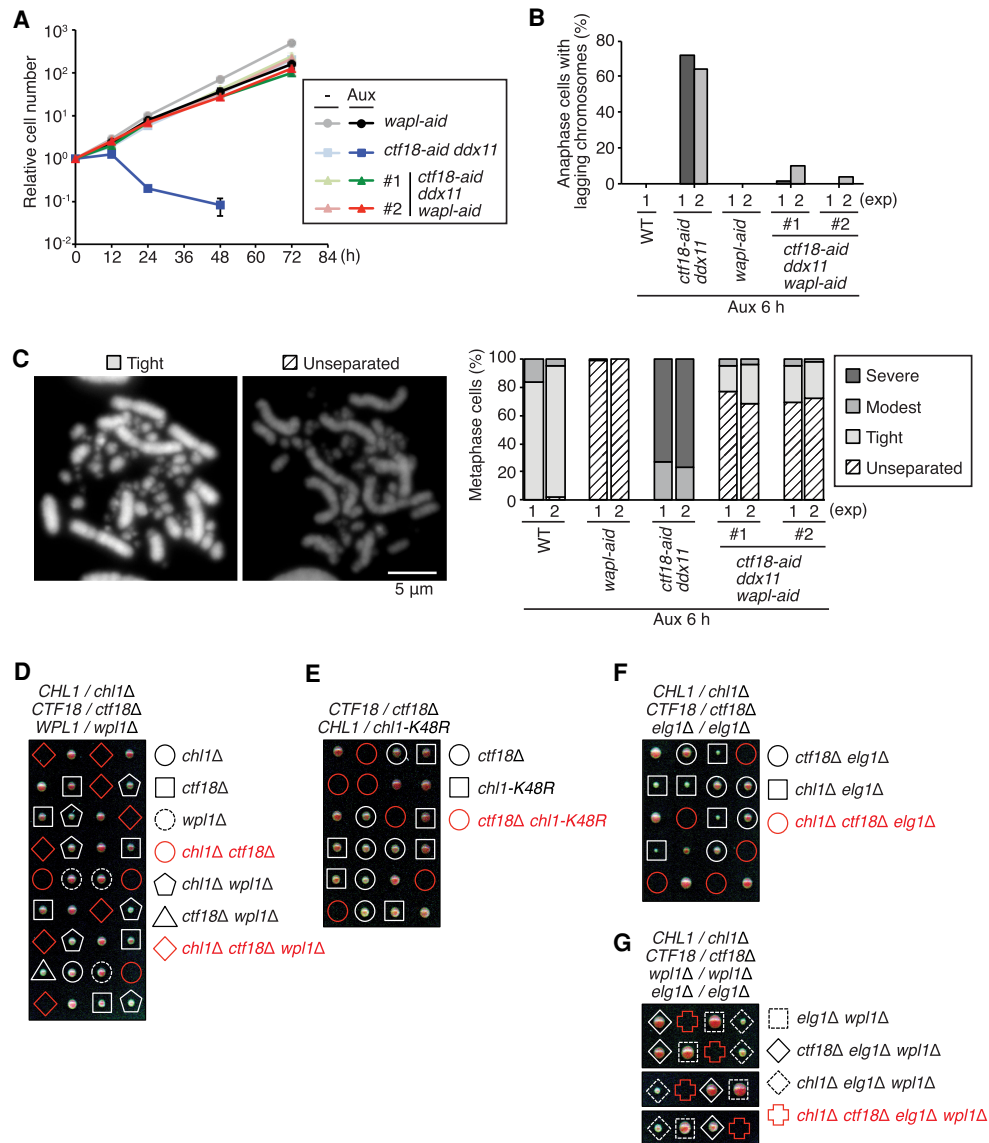 A
Relative cell number
10³
10²
10¹
10⁰
10⁻¹
10⁻²
0 12 24 36 48 60 72 84 (h)
- Aux
wapl-aid
ctf18-aid ddx11
#1 ctf18-aid
ddx11
#2 wapl-aid
B
Anaphase cells with
lagging chromosomes (%)
80
60
40
20
0
1 1 2 1 2 1 2 1 2 (exp)
WT
ctf18-aid
ddx11
wapl-aid
#1 #2
ctf18-aid
ddx11
wapl-aid
Aux 6 h
C
Tight
Unseparated
5 μm
Metaphase cells (%)
100
80
60
40
20
0
1 2 1 2 1 2 1 2 1 2 (exp)
WT
wapl-aid
ctf18-aid
ddx11
#1 #2
ctf18-aid
ddx11
wapl-aid
Aux 6 h
Severe
Modest
Tight
Unseparated
D
CHL1 / chl1Δ
CTF18 / ctf18Δ
WPL1 / wpl1Δ
chl1Δ
ctf18Δ
wpl1Δ
chl1Δ ctf18Δ
chl1Δ wpl1Δ
ctf18Δ wpl1Δ
chl1Δ ctf18Δ wpl1Δ
E
CTF18 / ctf18Δ
CHL1 / chl1-K48R
ctf18Δ
chl1-K48R
ctf18Δ chl1-K48R
F
CHL1 / chl1Δ
CTF18 / ctf18Δ
elg1Δ / elg1Δ
ctf18Δ elg1Δ
chl1Δ elg1Δ
chl1Δ ctf18Δ elg1Δ
G
CHL1 / chl1Δ
CTF18 / ctf18Δ
wpl1Δ / wpl1Δ
elg1Δ / elg1Δ
elg1Δ wpl1Δ
ctf18Δ elg1Δ wpl1Δ
chl1Δ elg1Δ wpl1Δ
chl1Δ ctf18Δ elg1Δ wpl1Δ